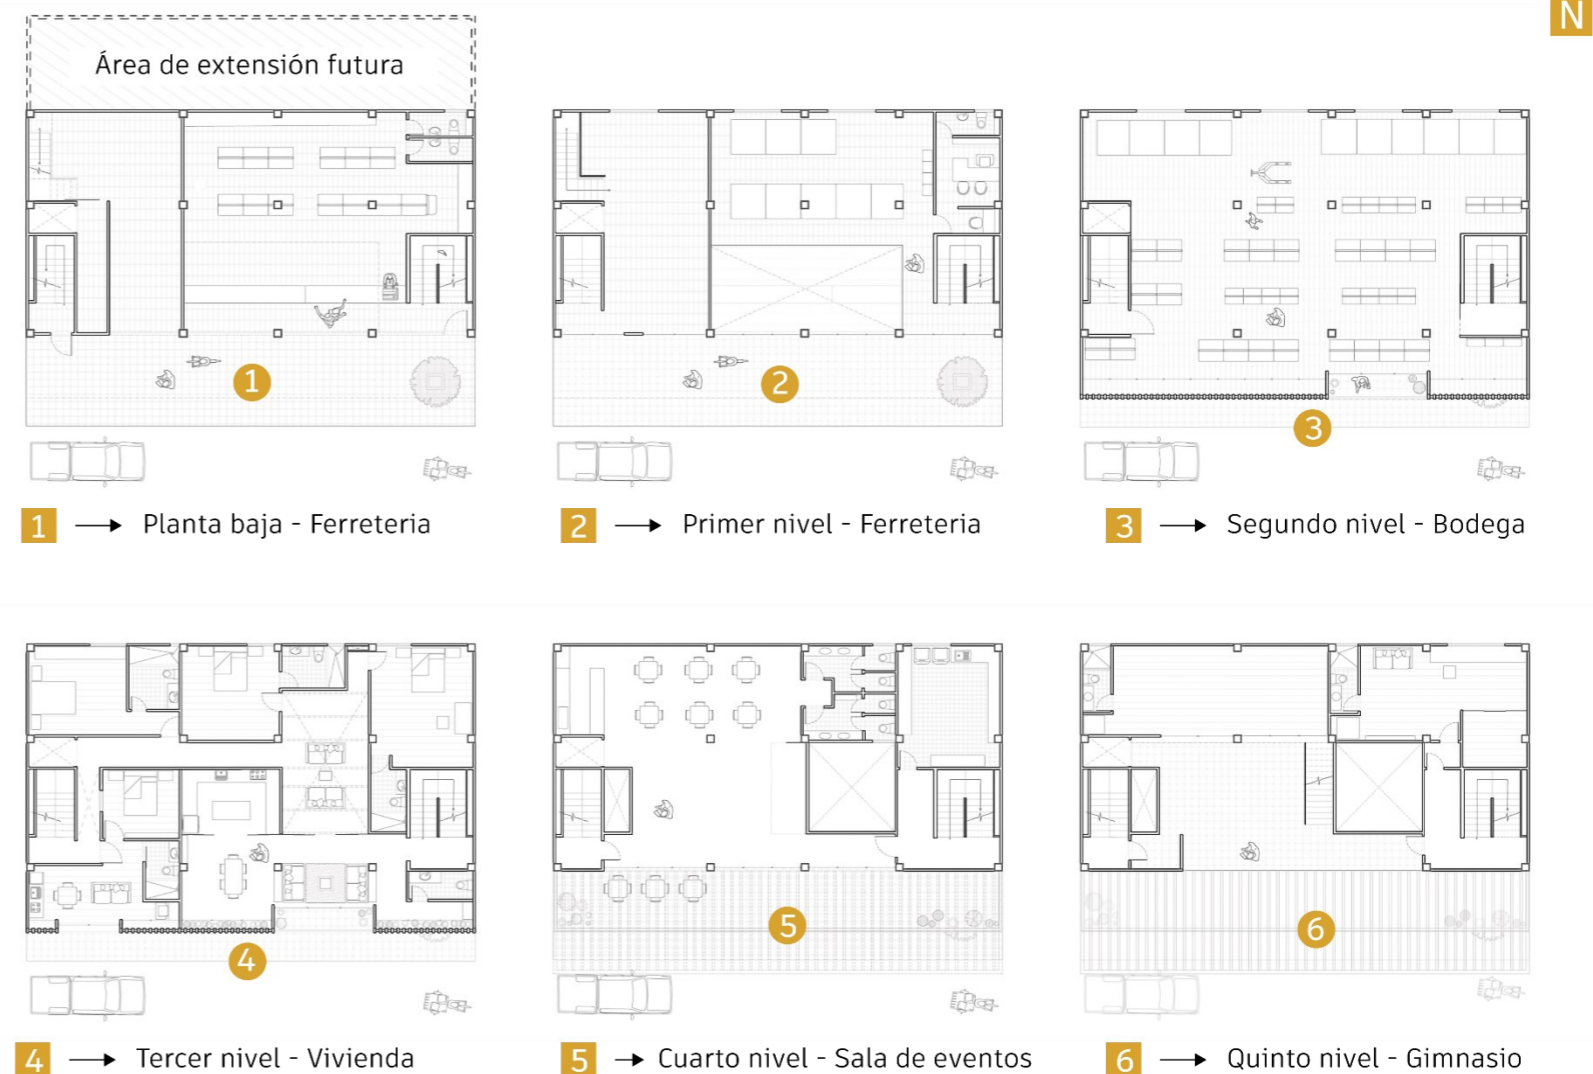 N
Área de extensión futura
1
2
3
1 → Planta baja - Ferreteria
2 → Primer nivel - Ferreteria
3 → Segundo nivel - Bodega
4
5
6
4 → Tercer nivel - Vivienda
5 → Cuarto nivel - Sala de eventos
6 → Quinto nivel - Gimnasio